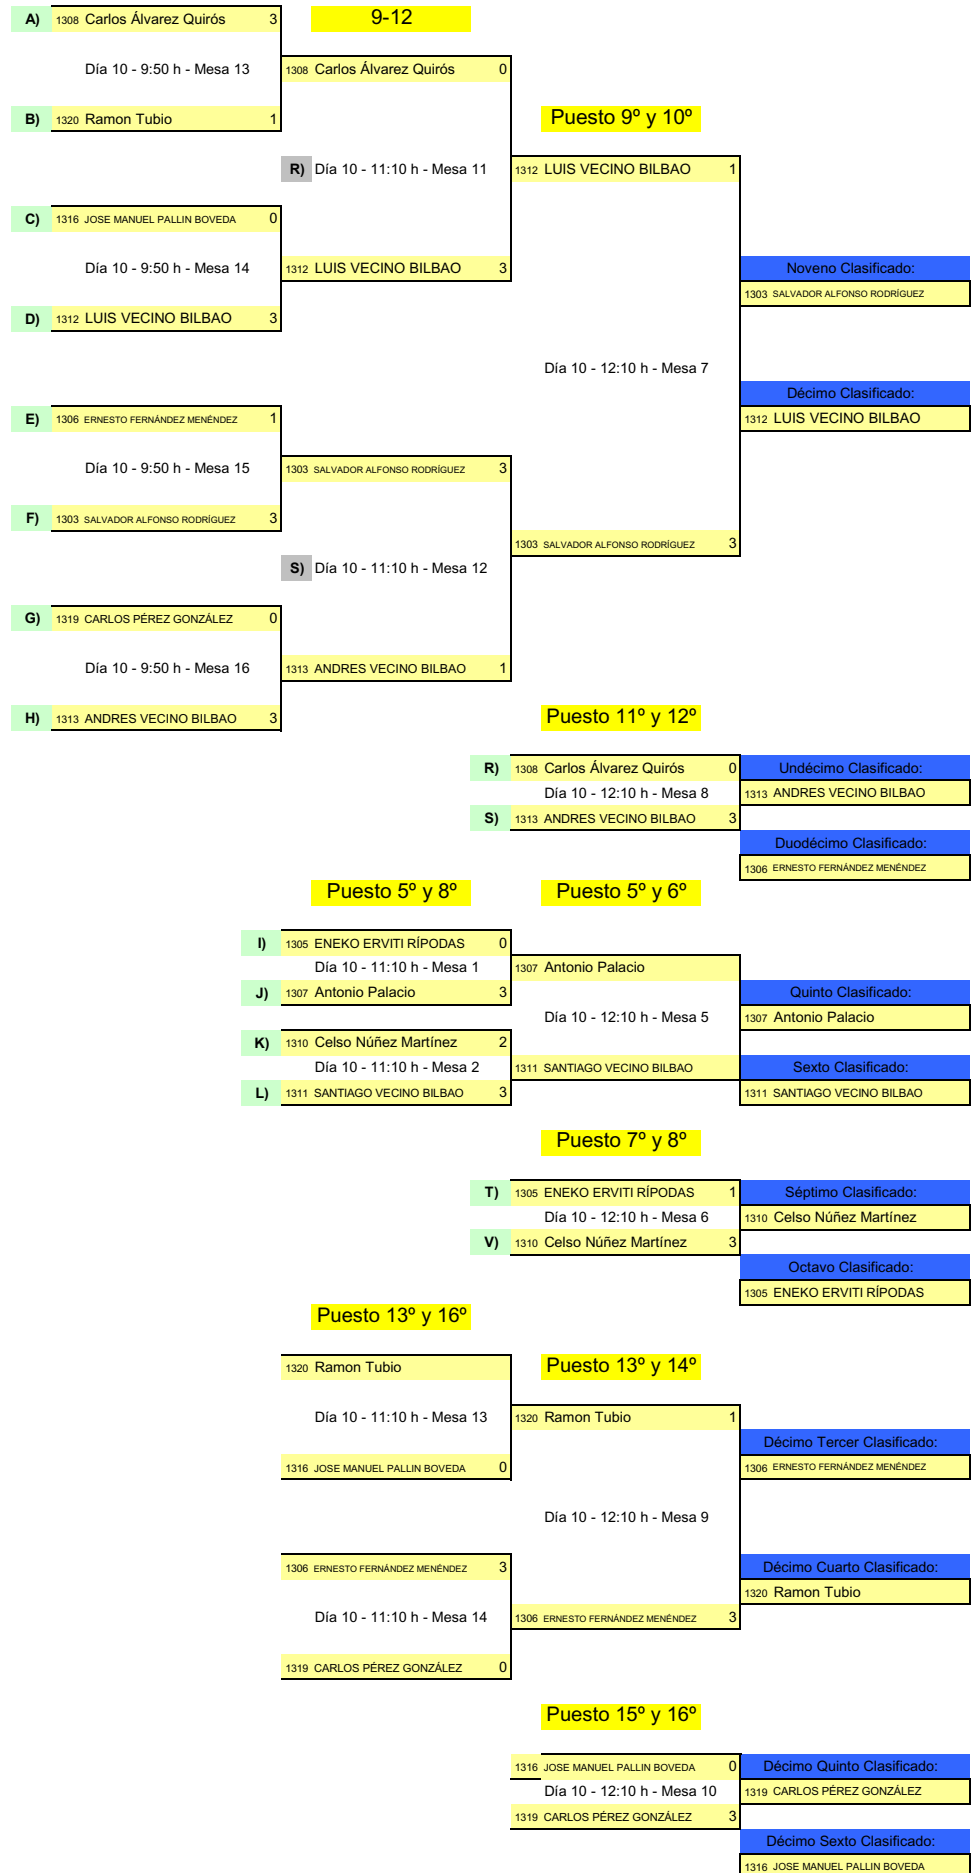 A) 1308 Carlos Álvarez Quirós 3 9-12
Día 10 - 9:50 h - Mesa 13 1308 Carlos Álvarez Quirós 0
B) 1320 Ramon Tubio 1 Puesto 9º y 10º
R) Día 10 - 11:10 h - Mesa 11 1312 LUIS VECINO BILBAO 1
C) 1316 JOSE MANUEL PALLIN BOVEDA 0
Día 10 - 9:50 h - Mesa 14 1312 LUIS VECINO BILBAO 3 Noveno Clasificado:
1303 SALVADOR ALFONSO RODRÍGUEZ
D) 1312 LUIS VECINO BILBAO 3
Día 10 - 12:10 h - Mesa 7
Décimo Clasificado:
E) 1306 ERNESTO FERNÁNDEZ MENÉNDEZ 1 1312 LUIS VECINO BILBAO
Día 10 - 9:50 h - Mesa 15 1303 SALVADOR ALFONSO RODRÍGUEZ 3
F) 1303 SALVADOR ALFONSO RODRÍGUEZ 3
1303 SALVADOR ALFONSO RODRÍGUEZ 3
S) Día 10 - 11:10 h - Mesa 12
G) 1319 CARLOS PÉREZ GONZÁLEZ 0
Día 10 - 9:50 h - Mesa 16 1313 ANDRES VECINO BILBAO 1
H) 1313 ANDRES VECINO BILBAO 3 Puesto 11º y 12º
R) 1308 Carlos Álvarez Quirós 0 Undécimo Clasificado:
Día 10 - 12:10 h - Mesa 8 1313 ANDRES VECINO BILBAO
S) 1313 ANDRES VECINO BILBAO 3
Duodécimo Clasificado:
1306 ERNESTO FERNÁNDEZ MENÉNDEZ
Puesto 5º y 8º Puesto 5º y 6º
I) 1305 ENEKO ERVITI RÍPODAS 0
Día 10 - 11:10 h - Mesa 1 1307 Antonio Palacio
J) 1307 Antonio Palacio 3 Quinto Clasificado:
Día 10 - 12:10 h - Mesa 5 1307 Antonio Palacio
K) 1310 Celso Núñez Martínez 2
Día 10 - 11:10 h - Mesa 2 1311 SANTIAGO VECINO BILBAO Sexto Clasificado:
L) 1311 SANTIAGO VECINO BILBAO 3 1311 SANTIAGO VECINO BILBAO
Puesto 7º y 8º
T) 1305 ENEKO ERVITI RÍPODAS 1 Séptimo Clasificado:
Día 10 - 12:10 h - Mesa 6 1310 Celso Núñez Martínez
V) 1310 Celso Núñez Martínez 3
Octavo Clasificado:
1305 ENEKO ERVITI RÍPODAS
Puesto 13º y 16º
1320 Ramon Tubio Puesto 13º y 14º
Día 10 - 11:10 h - Mesa 13 1320 Ramon Tubio 1
Décimo Tercer Clasificado:
1316 JOSE MANUEL PALLIN BOVEDA 0 1306 ERNESTO FERNÁNDEZ MENÉNDEZ
Día 10 - 12:10 h - Mesa 9
1306 ERNESTO FERNÁNDEZ MENÉNDEZ 3 Décimo Cuarto Clasificado:
1320 Ramon Tubio
Día 10 - 11:10 h - Mesa 14 1306 ERNESTO FERNÁNDEZ MENÉNDEZ 3
1319 CARLOS PÉREZ GONZÁLEZ 0
Puesto 15º y 16º
1316 JOSE MANUEL PALLIN BOVEDA 0 Décimo Quinto Clasificado:
Día 10 - 12:10 h - Mesa 10 1319 CARLOS PÉREZ GONZÁLEZ
1319 CARLOS PÉREZ GONZÁLEZ 3
Décimo Sexto Clasificado:
1316 JOSE MANUEL PALLIN BOVEDA